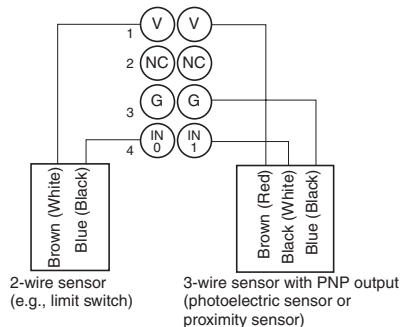 1 V V
2 NC NC
3 G G
4 IN 0 IN 1
Brown (White)
Blue (Black)
Brown (Red)
Black (White)
Blue (Black)
2-wire sensor
(e.g., limit switch)
3-wire sensor with PNP output
(photoelectric sensor or
proximity sensor)